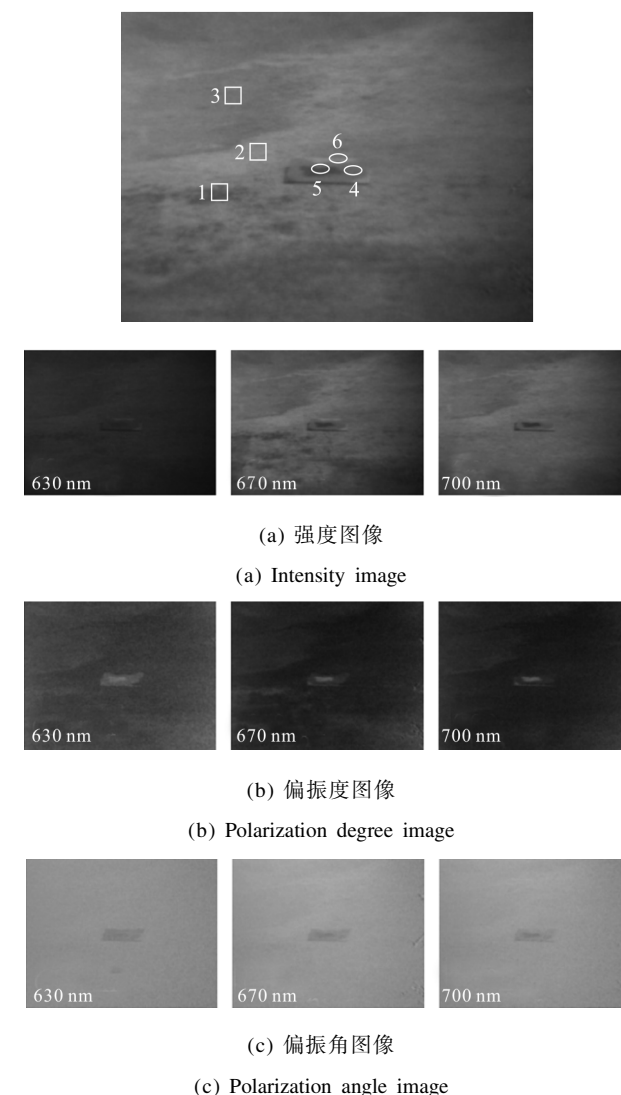 3
6
2
1
5 4
630 nm 670 nm 700 nm
(a) 强度图像
(a) Intensity image
630 nm 670 nm 700 nm
(b) 偏振度图像
(b) Polarization degree image
630 nm 670 nm 700 nm
(c) 偏振角图像
(c) Polarization angle image